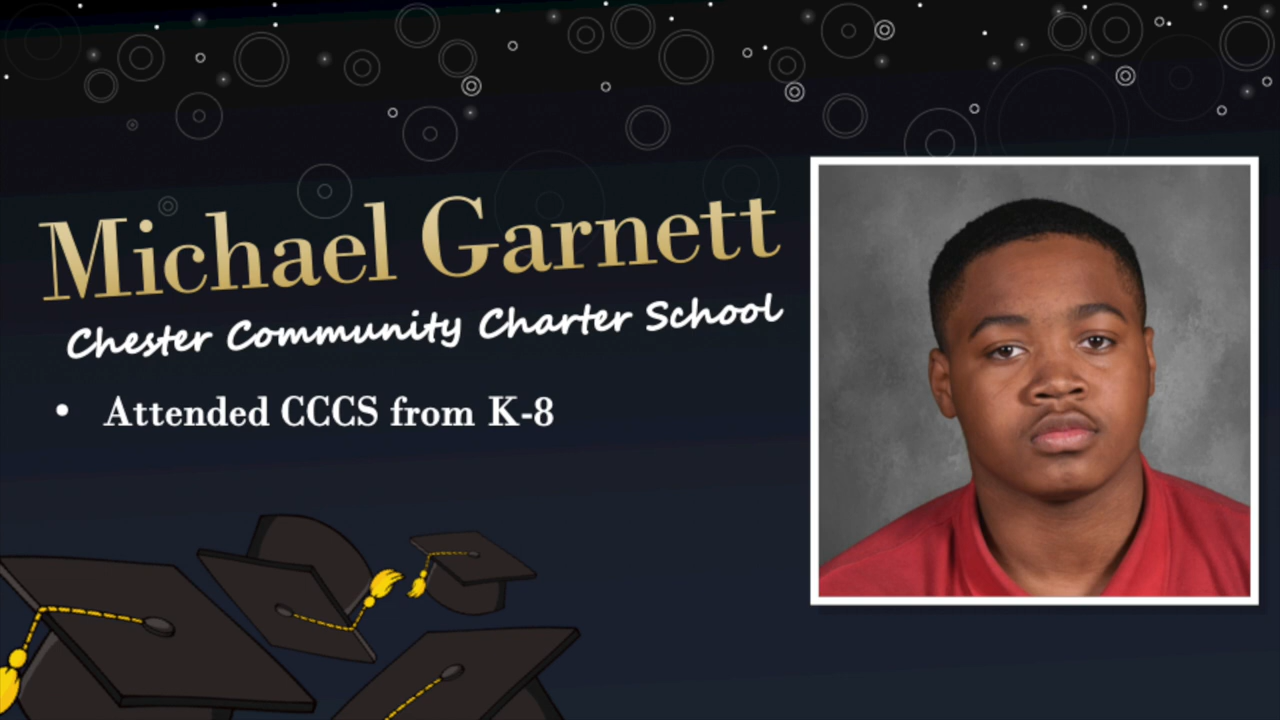 Michael Garnett
Chester Community Charter School
• Attended CCCS from K-8